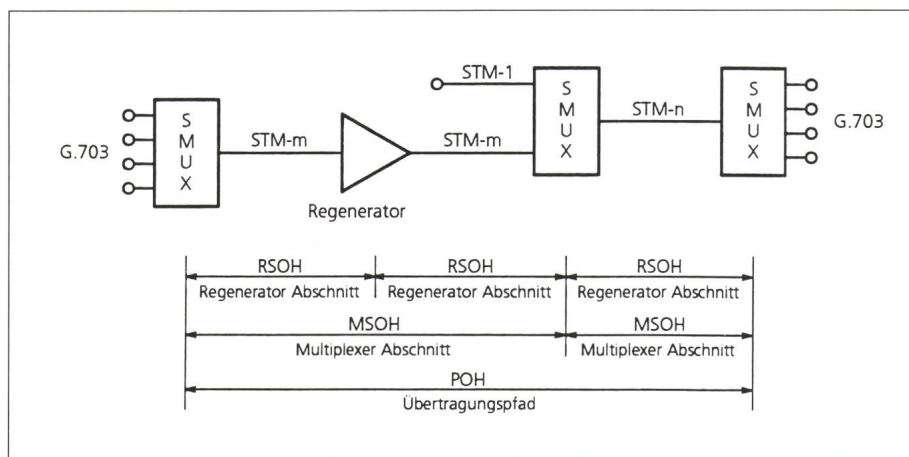 STM-1
S
M
U
X
S
M
U
X
S
M
U
X
G.703
STM-m
STM-m
STM-n
G.703
Regenerator
RSOH
RSOH
RSOH
Regenerator Abschnitt
Regenerator Abschnitt
Regenerator Abschnitt
MSOH
MSOH
Multiplexer Abschnitt
Multiplexer Abschnitt
POH
Übertragungspfad